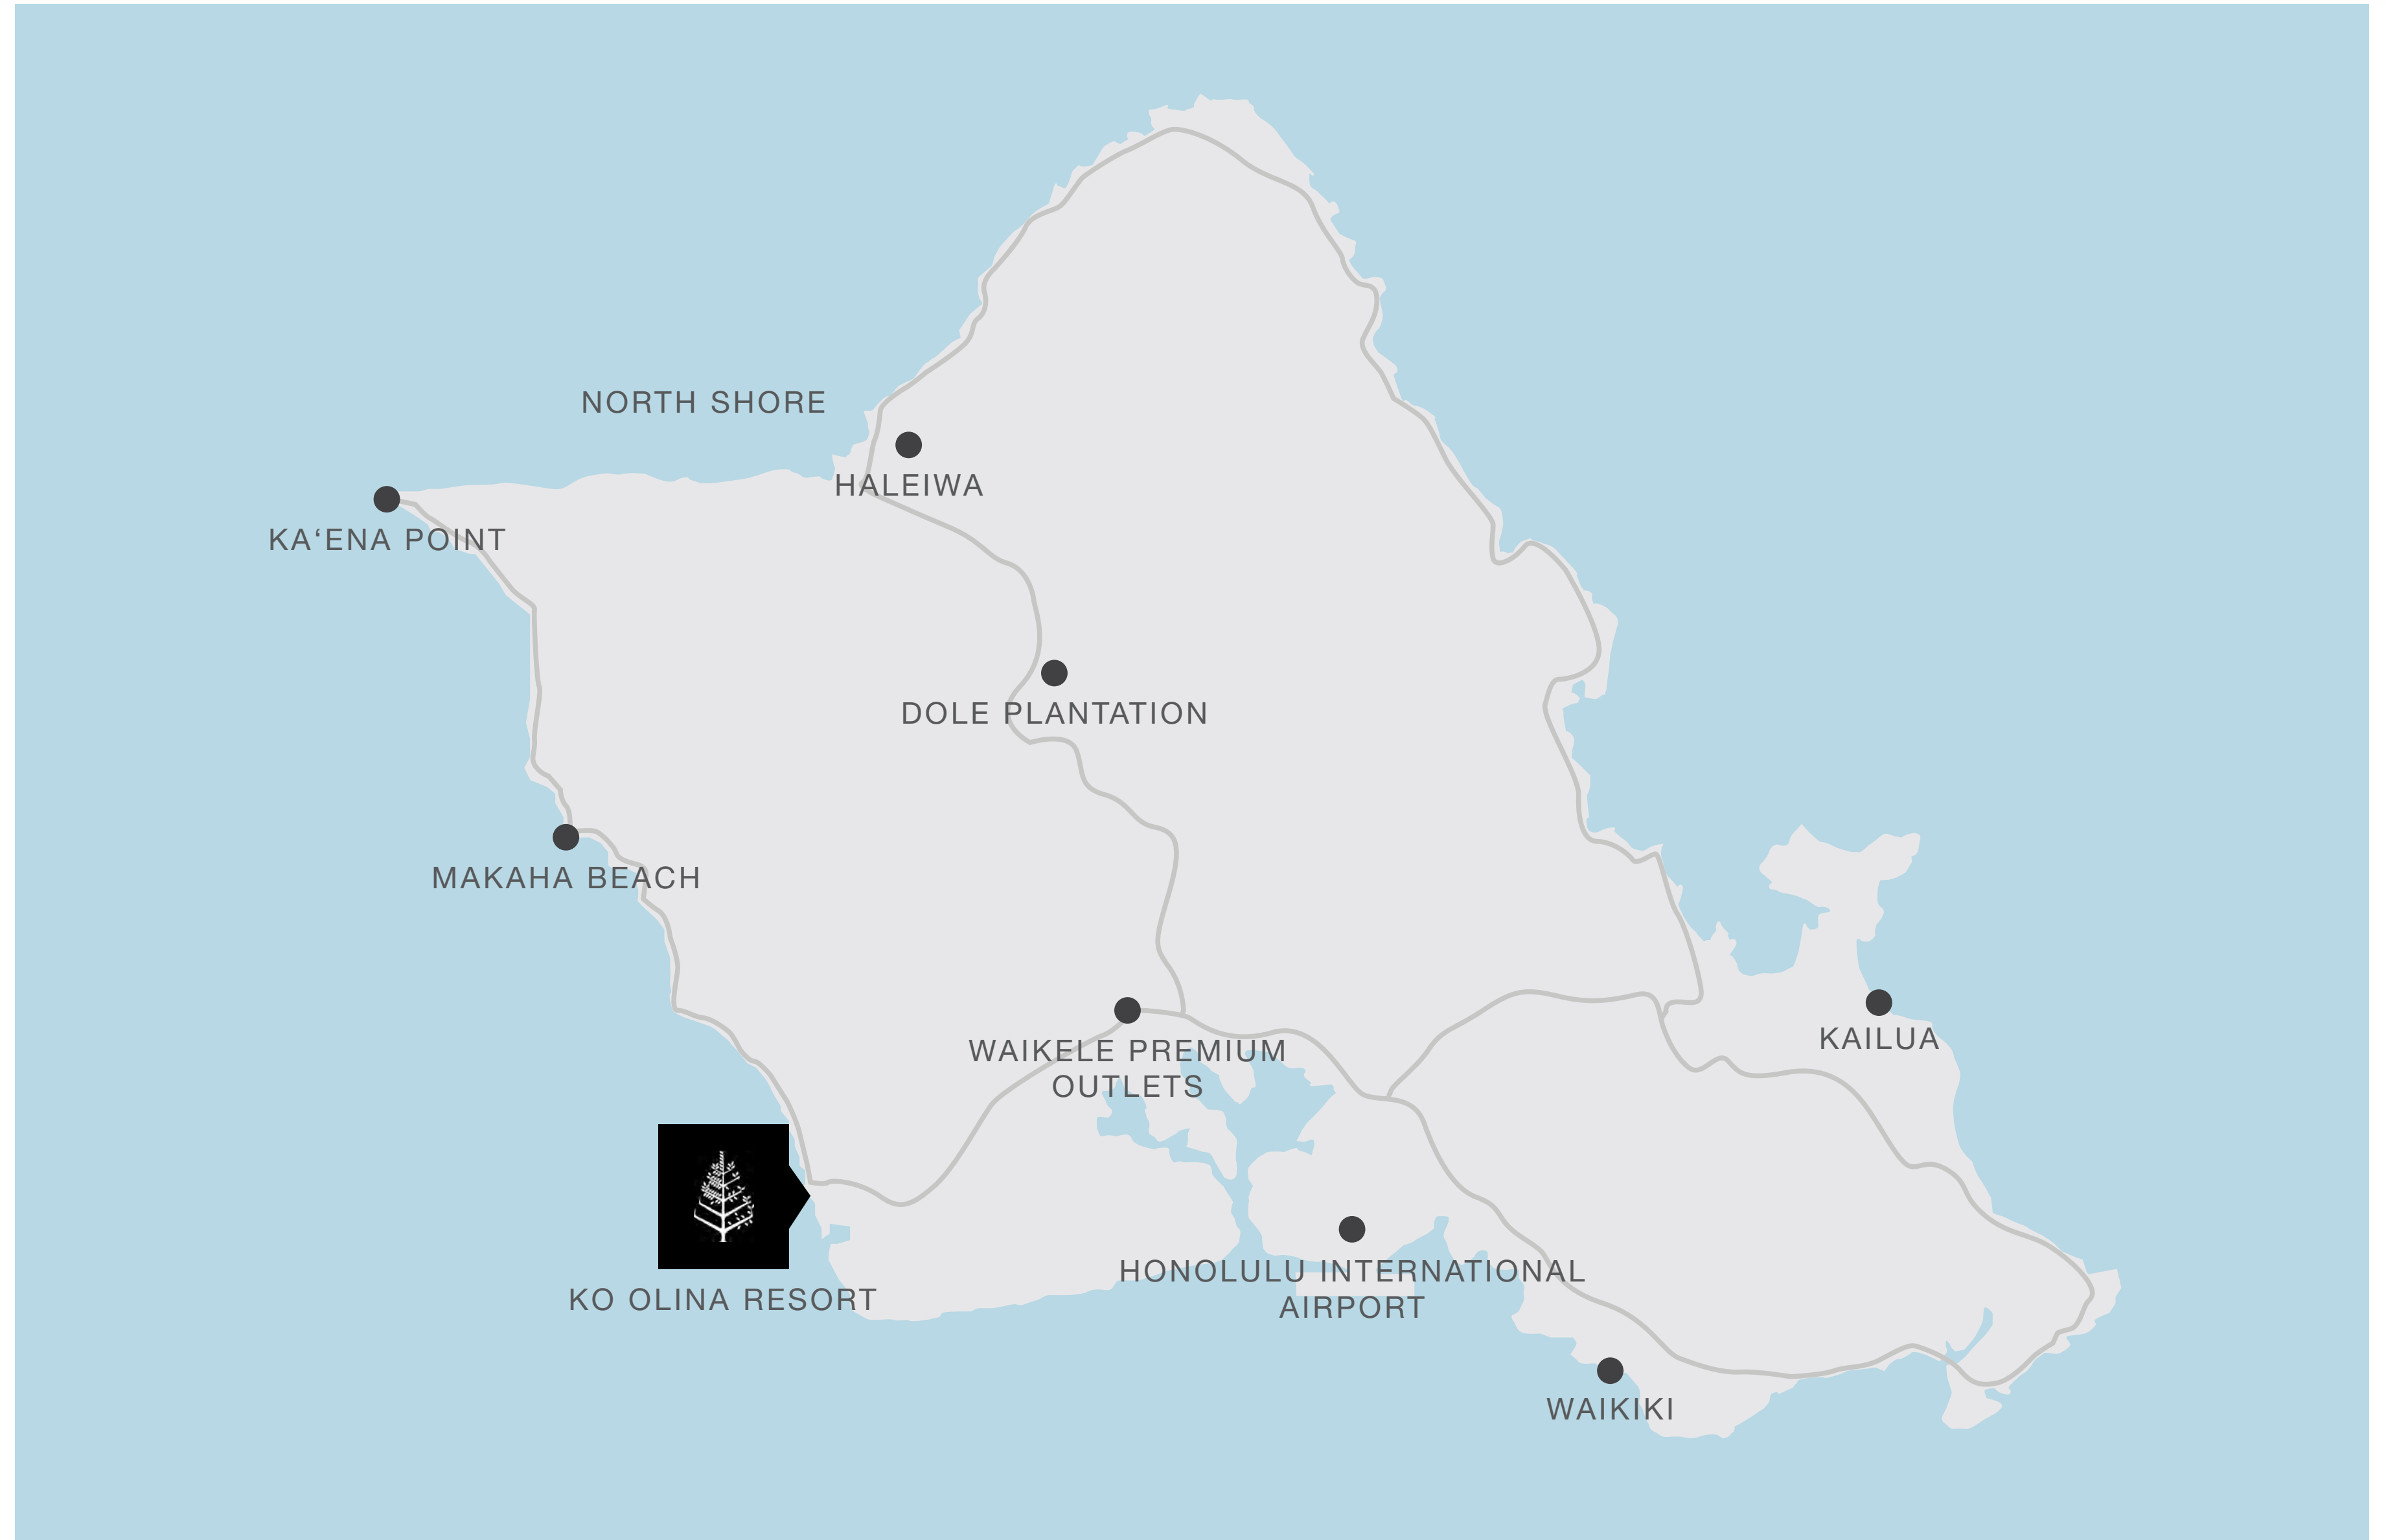 NORTH SHORE
HALEIWA
KA‘ENA POINT
DOLE PLANTATION
MAKAHA BEACH
WAIKELE PREMIUM
OUTLETS
KAILUA
KO OLINA RESORT
HONOLULU INTERNATIONAL
AIRPORT
WAIKIKI